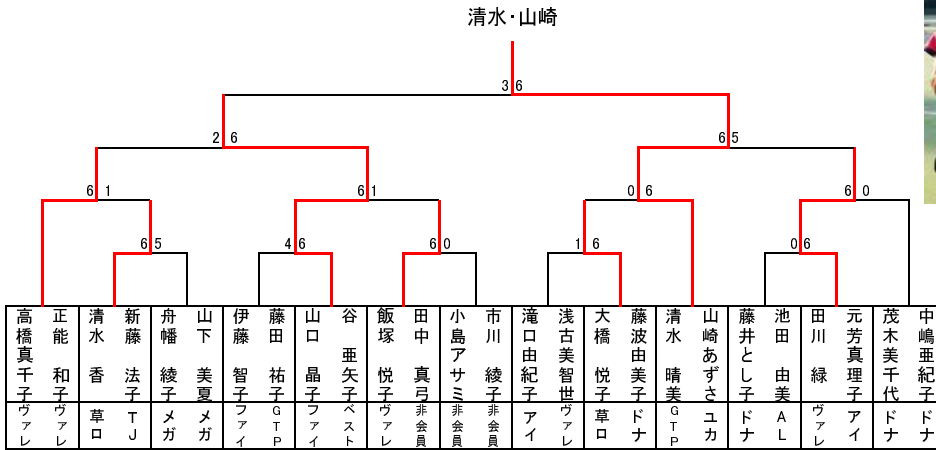 清水・山崎
3 6
2 6
6 5
6 1
6 1
0 6
6 0
6 5
4 6
6 0
1 6
0 6
高橋真千子
正能 和子
清水 香
新藤 法子
舟幡 綾子
山下 美夏
伊藤 智子
藤田 祐子
山口 晶子
谷 亜矢子
飯塚 悦子
田中 真弓
小島アサミ
市川 綾子
滝口由紀子
浅古美智世
大橋 悦子
藤波由美子
清水 晴美
山崎あずさ
藤井とし子
池田 由美
田川 緑
元芳真理子
茂木美千代
中嶋亜紀子
ヴァレ
ヴァレ
草ロ
TJ
メガ
メガ
ファイ
GTP
ファイ
ベスト
ヴァレ
非会員
非会員
非会員
アイ
ヴァレ
草ロ
ドナ
GTP
ユカ
ドナ
AL
ヴァレ
アイ
ドナ
ドナ